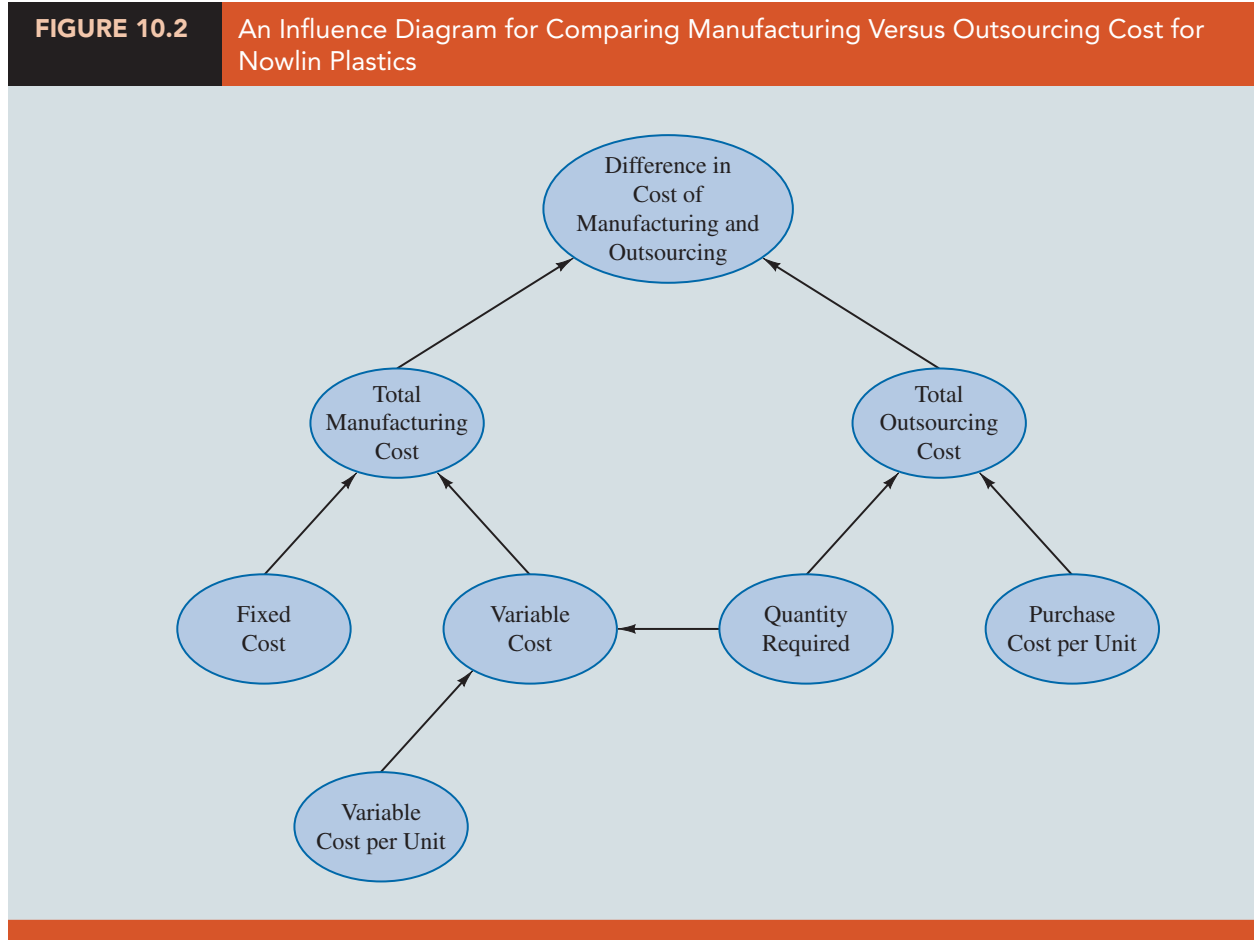 FIGURE 10.2
An Influence Diagram for Comparing Manufacturing Versus Outsourcing Cost for
Nowlin Plastics
Difference in
Cost of
Manufacturing and
Outsourcing
Total
Manufacturing
Cost
Total
Outsourcing
Cost
Fixed
Cost
Variable
Cost
Quantity
Required
Purchase
Cost per Unit
Variable
Cost per Unit